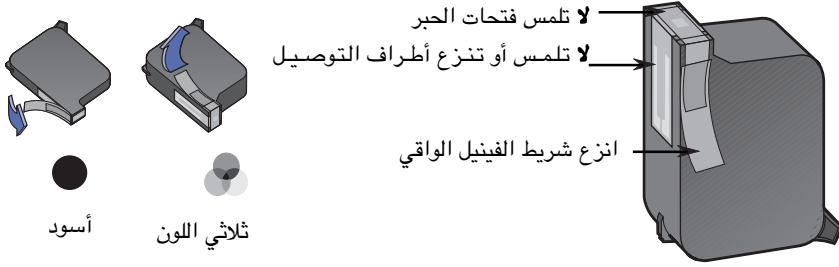 لا تلمس فتحات الحبر
لا تلمس أو تنزع أطراف التوصيل
انزع شريط الفينيل الواقي
ثلاثي اللون
أسود